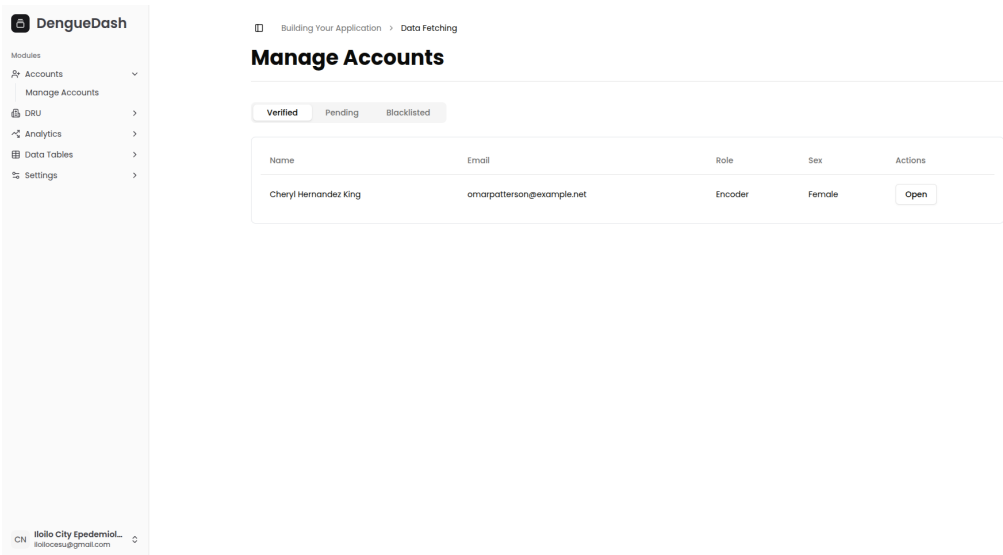 DengueDash
Modules
Accounts
Manage Accounts
DRU
Analytics
Data Tables
Settings
CN
Iloilo City Epedemiol...
iloilocesu@gmail.com
Building Your Application > Data Fetching
Manage Accounts
Verified Pending Blacklisted
Name Email Role Sex Actions
Cheryl Hernandez King omarpatterson@example.net Encoder Female Open